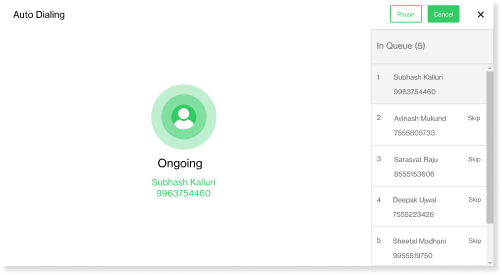 Auto Dialing
Pause
Cancel
In Queue (5)
1 Subhash Kalluri
9963754460
2 Avinash Mukund Skip
7555805733
3 Sarasvat Raju Skip
8555153606
4 Deepak Ujwal Skip
7555223426
5 Sheetal Madhani Skip
9955519750
Ongoing
Subhash Kalluri
9963754460